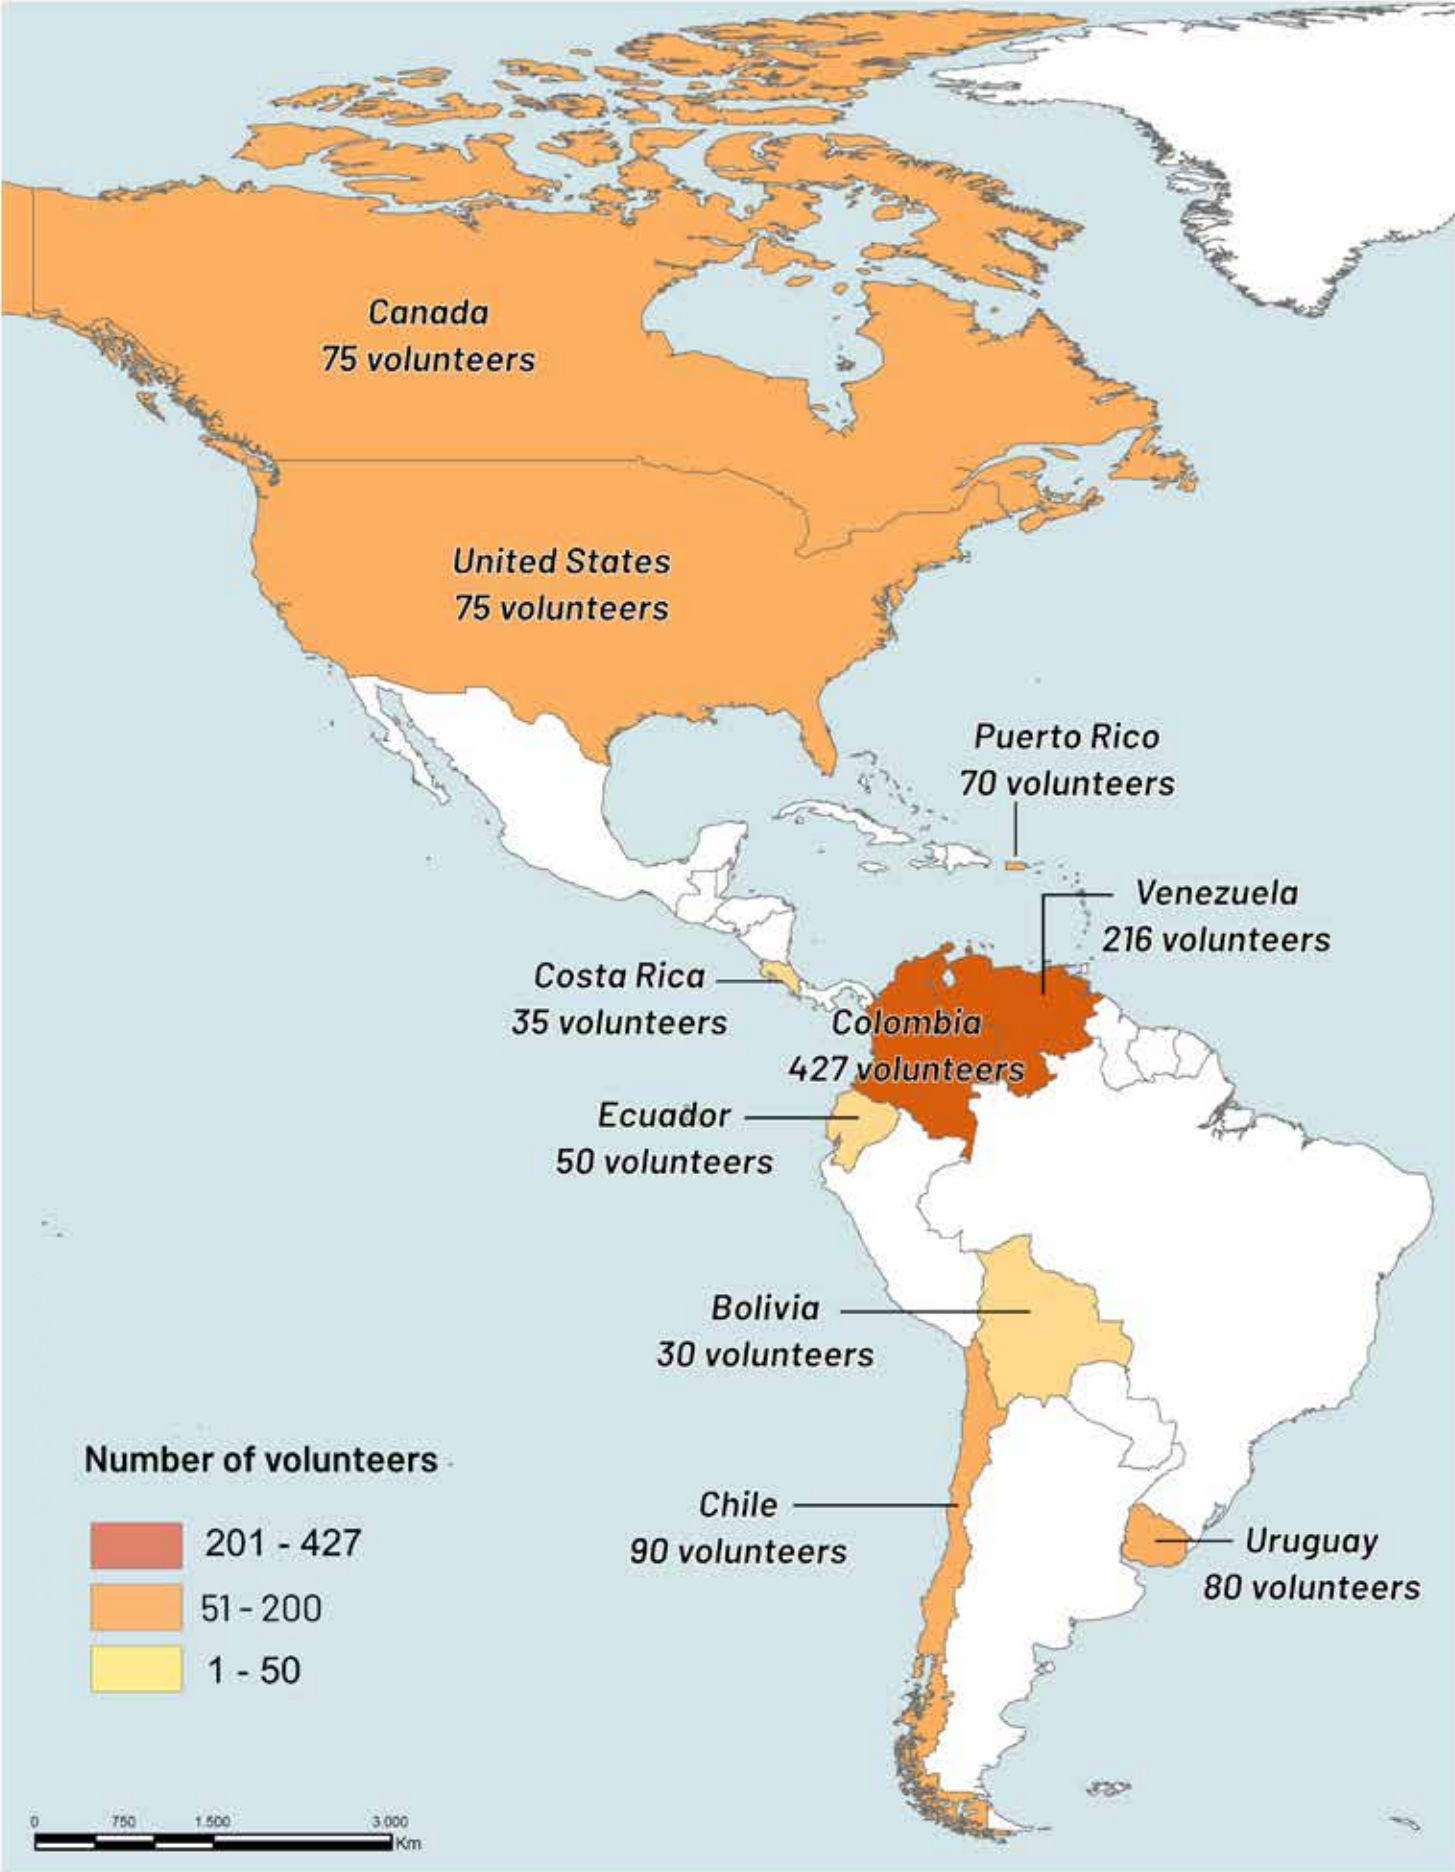 Canada
75 volunteers
United States
75 volunteers
Puerto Rico
70 volunteers
Venezuela
216 volunteers
Costa Rica
35 volunteers
Colombia
427 volunteers
Ecuador
50 volunteers
Bolivia
30 volunteers
Chile
90 volunteers
Uruguay
80 volunteers
Number of volunteers
201 - 427
51 - 200
1 - 50
0 750 1.500 3.000
Km